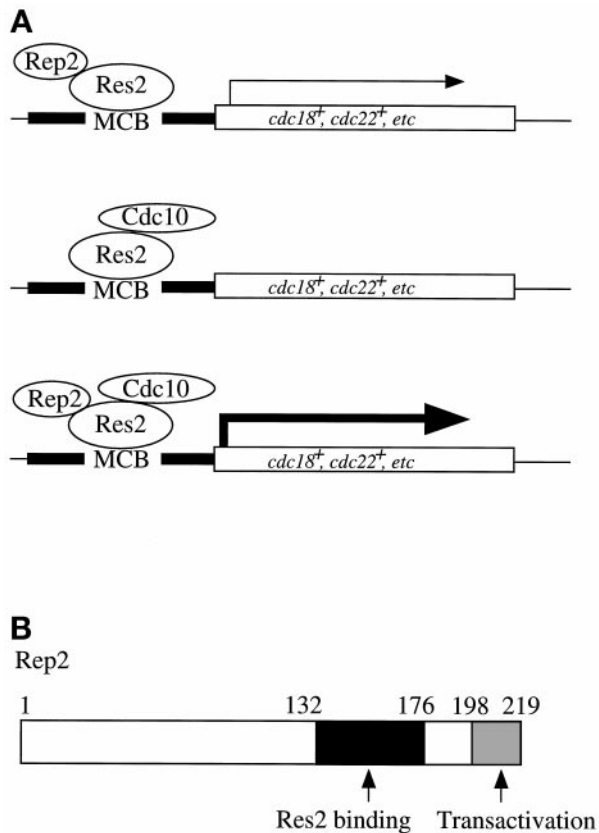 A
Rep2
Res2
MCB
cdc18+, cdc22+, etc
Cdc10
Res2
MCB
cdc18+, cdc22+, etc
Rep2
Cdc10
Res2
MCB
cdc18+, cdc22+, etc
B
Rep2
1 132 176 198 219
Res2 binding Transactivation